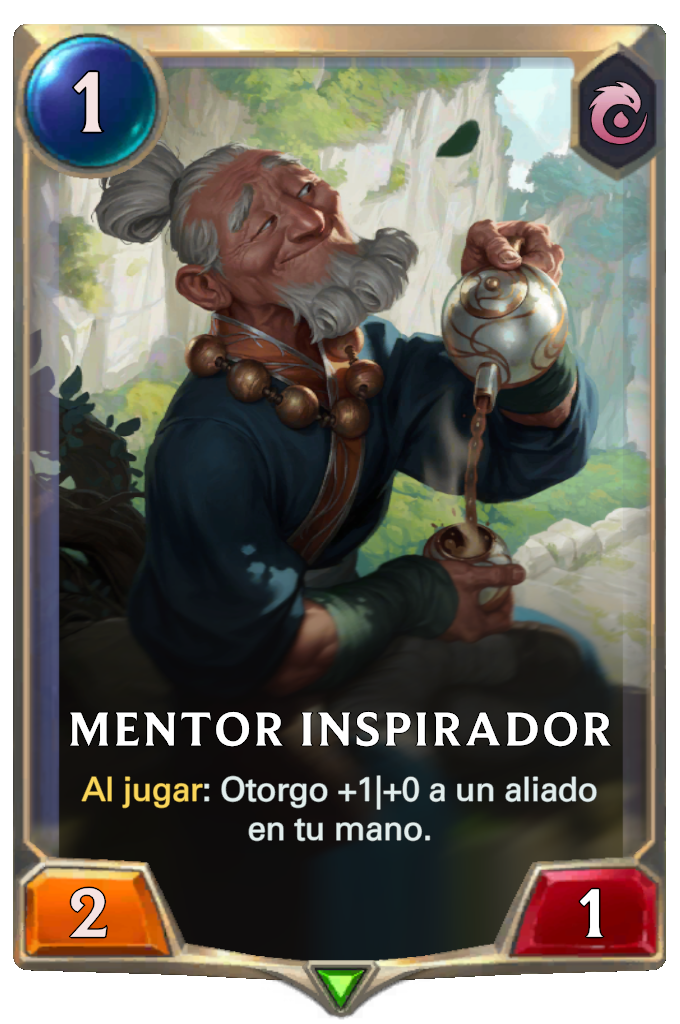 1
MENTOR INSPIRADOR
Al jugar: Otorgo +1|+0 a un aliado
en tu mano.
2
1